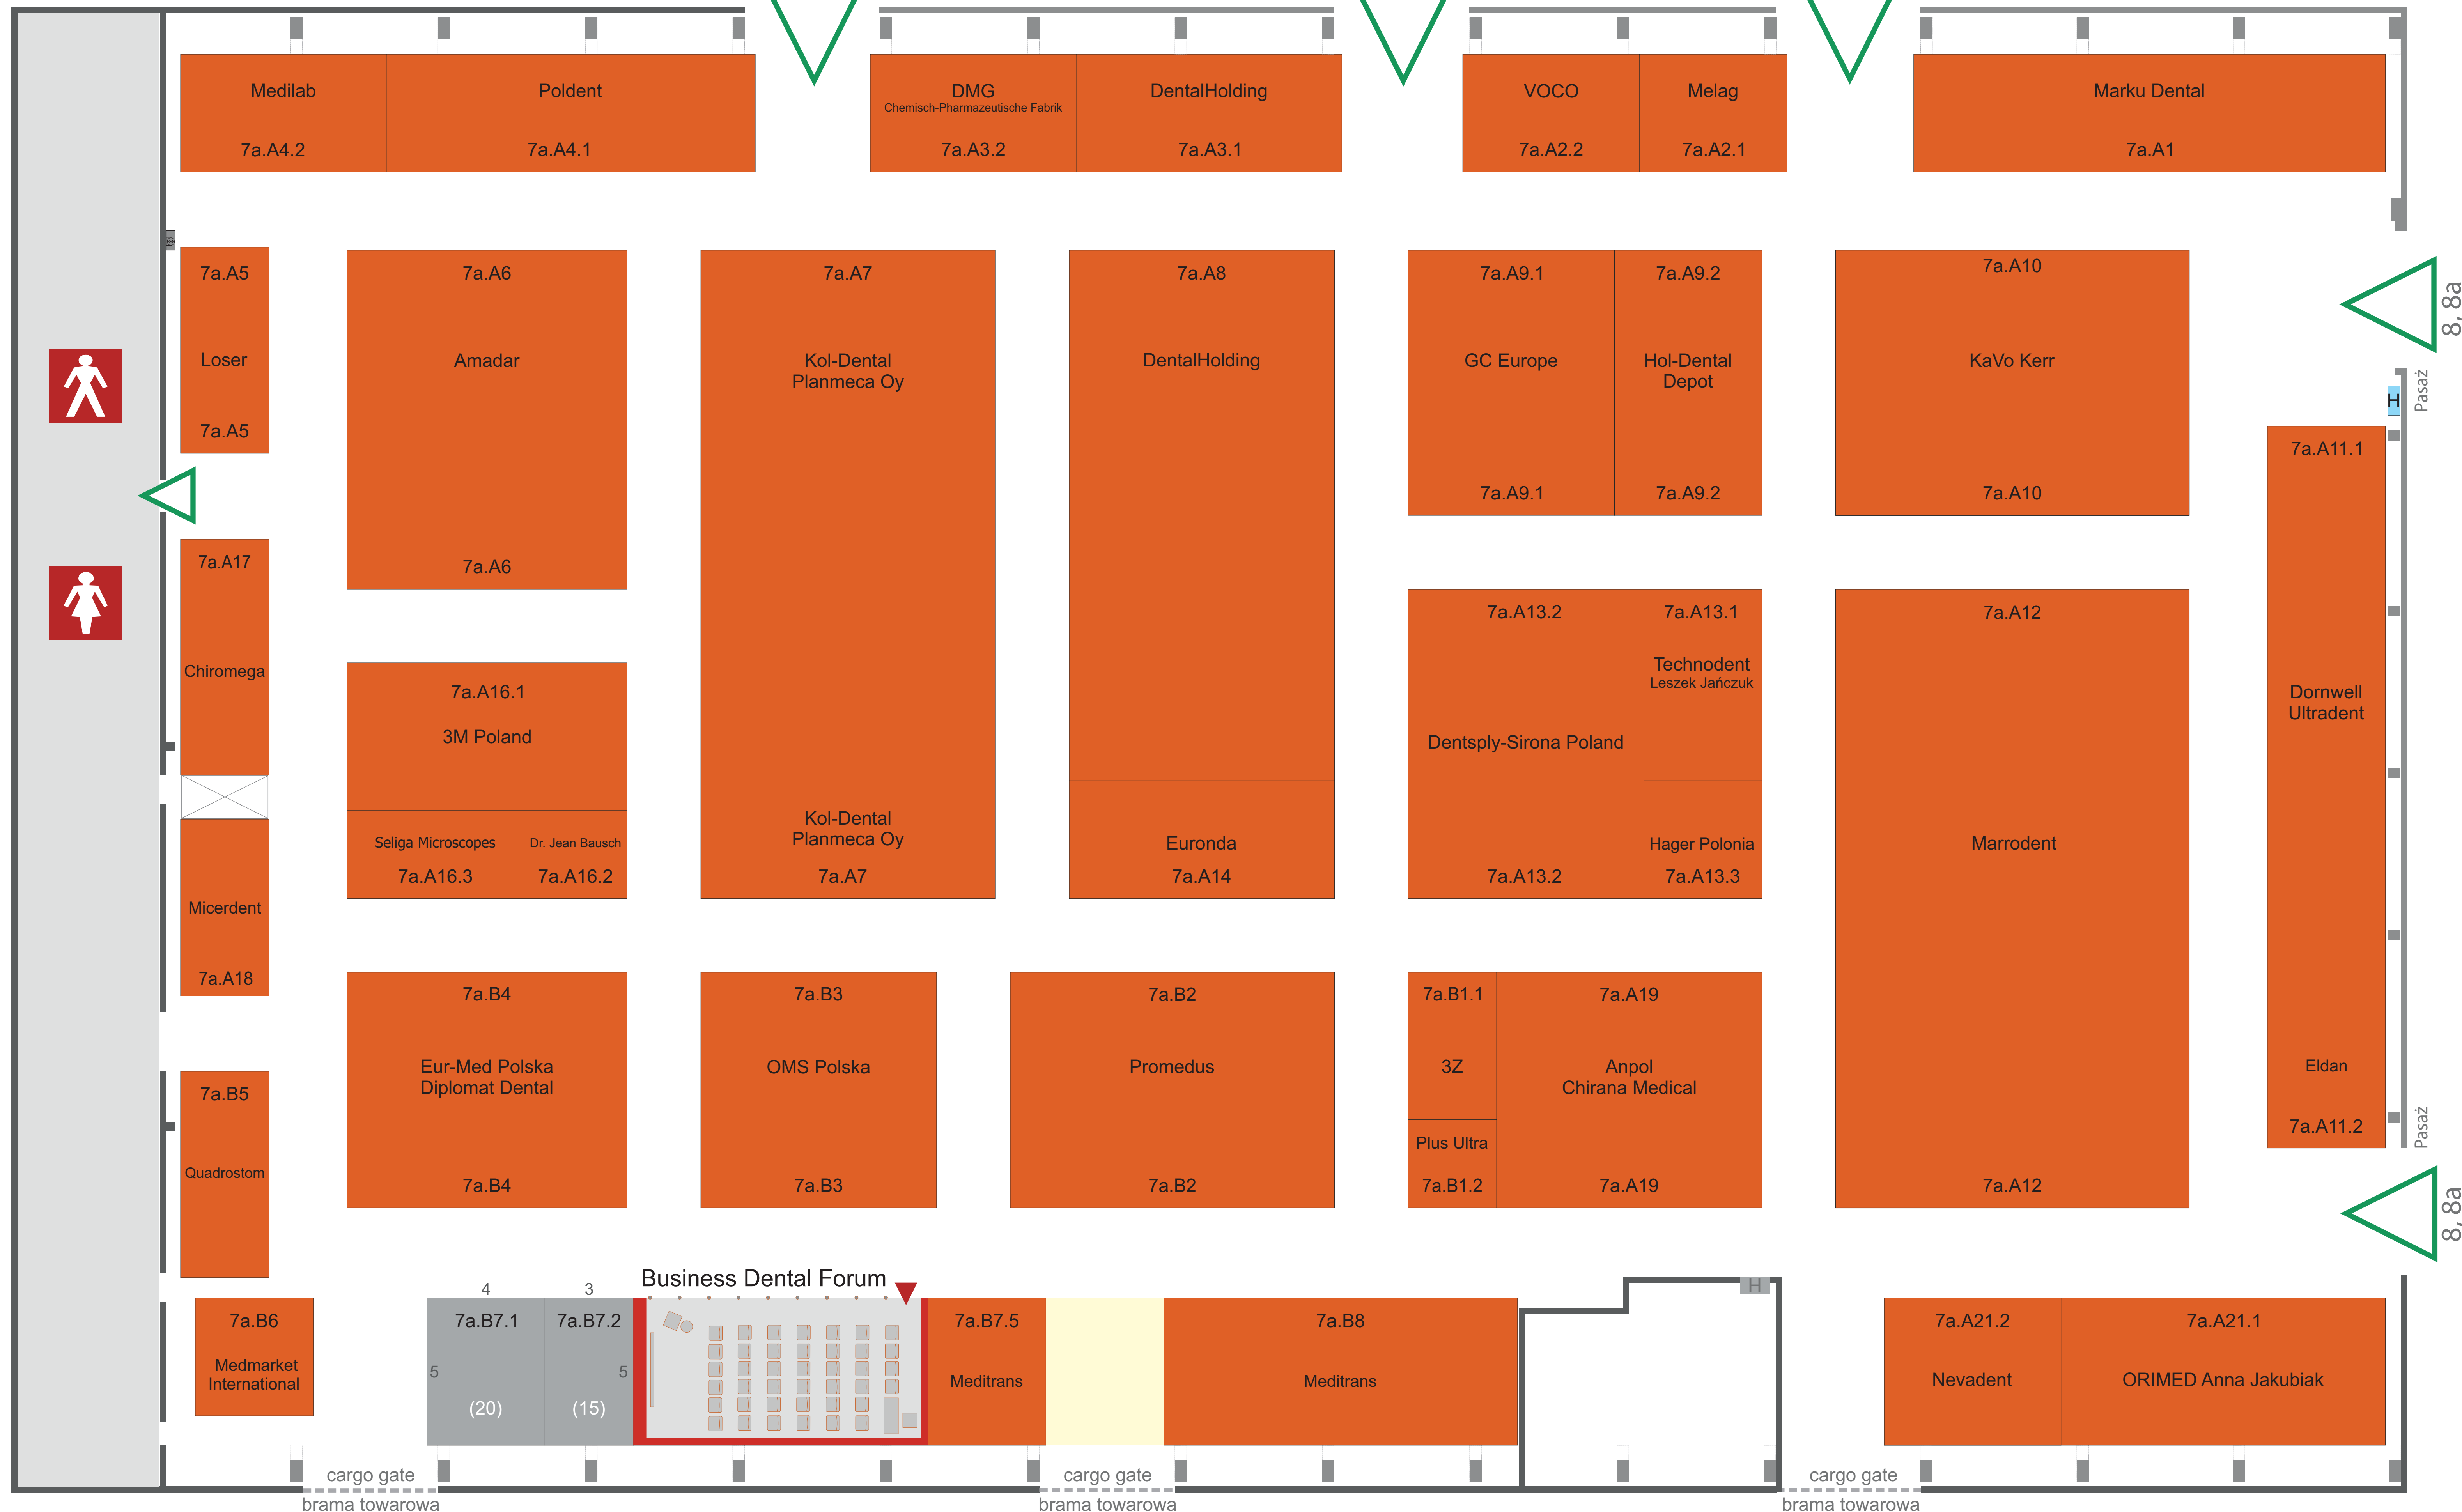 Medilab
7a.A4.2
Poldent
7a.A4.1
DMG
Chemisch-Pharmazeutische Fabrik
7a.A3.2
DentalHolding
7a.A3.1
VOCO
7a.A2.2
Melag
7a.A2.1
Marku Dental
7a.A1
7a.A5
Loser
7a.A5
7a.A6
Amadar
7a.A6
7a.A7
Kol-Dental
Planmeca Oy
Kol-Dental
Planmeca Oy
7a.A7
7a.A8
DentalHolding
Euronda
7a.A14
7a.A9.1
GC Europe
7a.A9.1
7a.A9.2
Hol-Dental
Depot
7a.A9.2
7a.A10
KaVo Kerr
7a.A10
8, 8a
Pasaż
H
7a.A11.1
Dornwell
Ultradent
7a.A17
Chiromega
7a.A16.1
3M Poland
Seliga Microscopes
7a.A16.3
Dr. Jean Bausch
7a.A16.2
7a.A13.2
Dentsply-Sirona Poland
7a.A13.2
7a.A13.1
Technodent
Leszek Jańczuk
Hager Polonia
7a.A13.3
7a.A12
Marrodent
7a.A12
Micerdent
7a.A18
7a.B4
Eur-Med Polska
Diplomat Dental
7a.B4
7a.B3
OMS Polska
7a.B3
7a.B2
Promedus
7a.B2
7a.B1.1
3Z
Plus Ultra
7a.B1.2
7a.A19
Anpol
Chirana Medical
7a.A19
Eldan
7a.A11.2
Pasaż
8, 8a
7a.B5
Quadrostom
7a.B6
Medmarket
International
4
7a.B7.1
5
(20)
3
7a.B7.2
5
(15)
Business Dental Forum
7a.B7.5
Meditrans
7a.B8
Meditrans
H
7a.A21.2
Nevadent
7a.A21.1
ORIMED Anna Jakubiak
cargo gate
brama towarowa
cargo gate
brama towarowa
cargo gate
brama towarowa